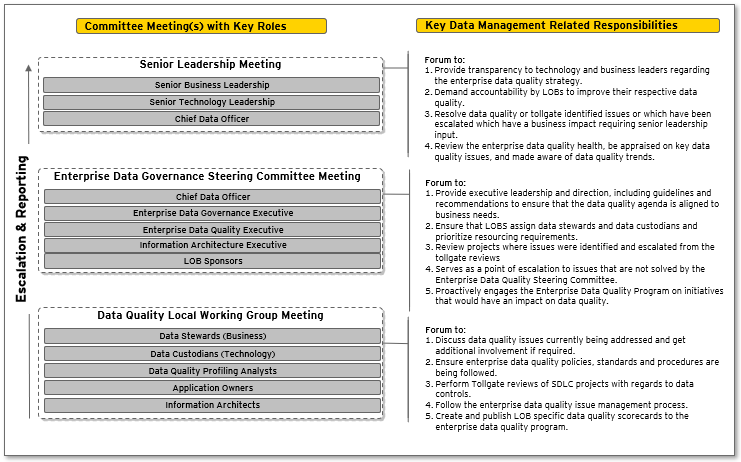 Committee Meeting(s) with Key Roles
Key Data Management Related Responsibilities
Escalation & Reporting
Senior Leadership Meeting
Senior Business Leadership
Senior Technology Leadership
Chief Data Officer
Forum to:
1. Provide transparency to technology and business leaders regarding
the enterprise data quality strategy.
2. Demand accountability by LOBs to improve their respective data
quality.
3. Resolve data quality or tollgate identified issues or which have been
escalated which have a business impact requiring senior leadership
input.
4. Review the enterprise data quality health, be appraised on key data
quality issues, and made aware of data quality trends.
Enterprise Data Governance Steering Committee Meeting
Chief Data Officer
Enterprise Data Governance Executive
Enterprise Data Quality Executive
Information Architecture Executive
LOB Sponsors
Forum to:
1. Provide executive leadership and direction, including guidelines and
recommendations to ensure that the data quality agenda is aligned to
business needs.
2. Ensure that LOBS assign data stewards and data custodians and
prioritize resourcing requirements.
3. Review projects where issues were identified and escalated from the
tollgate reviews
4. Serves as a point of escalation to issues that are not solved by the
Enterprise Data Quality Steering Committee.
5. Proactively engages the Enterprise Data Quality Program on initiatives
that would have an impact on data quality.
Data Quality Local Working Group Meeting
Data Stewards (Business)
Data Custodians (Technology)
Data Quality Profiling Analysts
Application Owners
Information Architects
Forum to:
1. Discuss data quality issues currently being addressed and get
additional involvement if required.
2. Ensure enterprise data quality policies, standards and procedures are
being followed.
3. Perform Tollgate reviews of SDLC projects with regards to data
controls.
4. Follow the enterprise data quality issue management process.
5. Create and publish LOB specific data quality scorecards to the
enterprise data quality program.